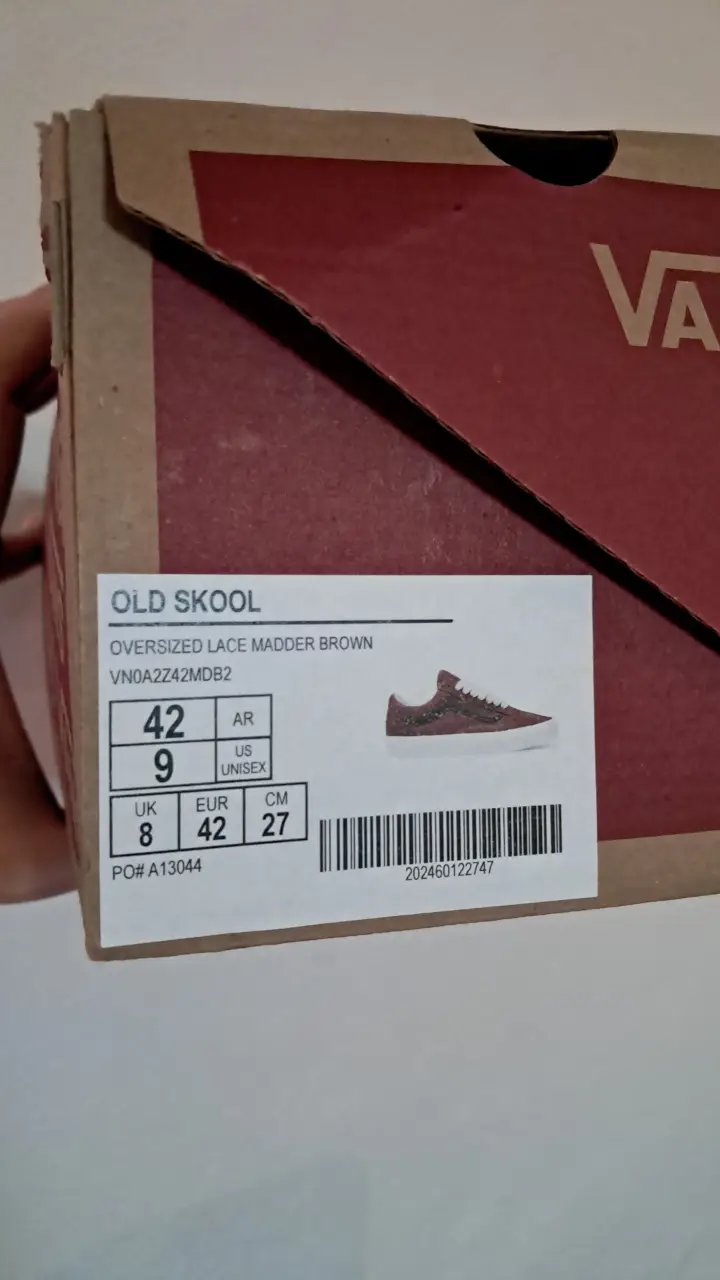 VA
OLD SKOOL
OVERSIZED LACE MADDER BROWN
VN0A2Z42MDB2
42 AR
9 US UNISEX
UK EUR CM
8 42 27
PO# A13044
202460122747